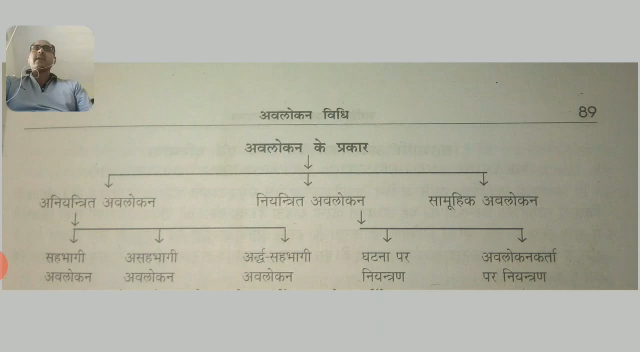 अवलोकन विधि 89
अवलोकन के प्रकार
अनियन्त्रित अवलोकन नियन्त्रित अवलोकन सामूहिक अवलोकन
सहभागी असहभागी अर्द्ध-सहभागी घटना पर अवलोकनकर्ता
अवलोकन अवलोकन अवलोकन नियन्त्रण पर नियन्त्रण